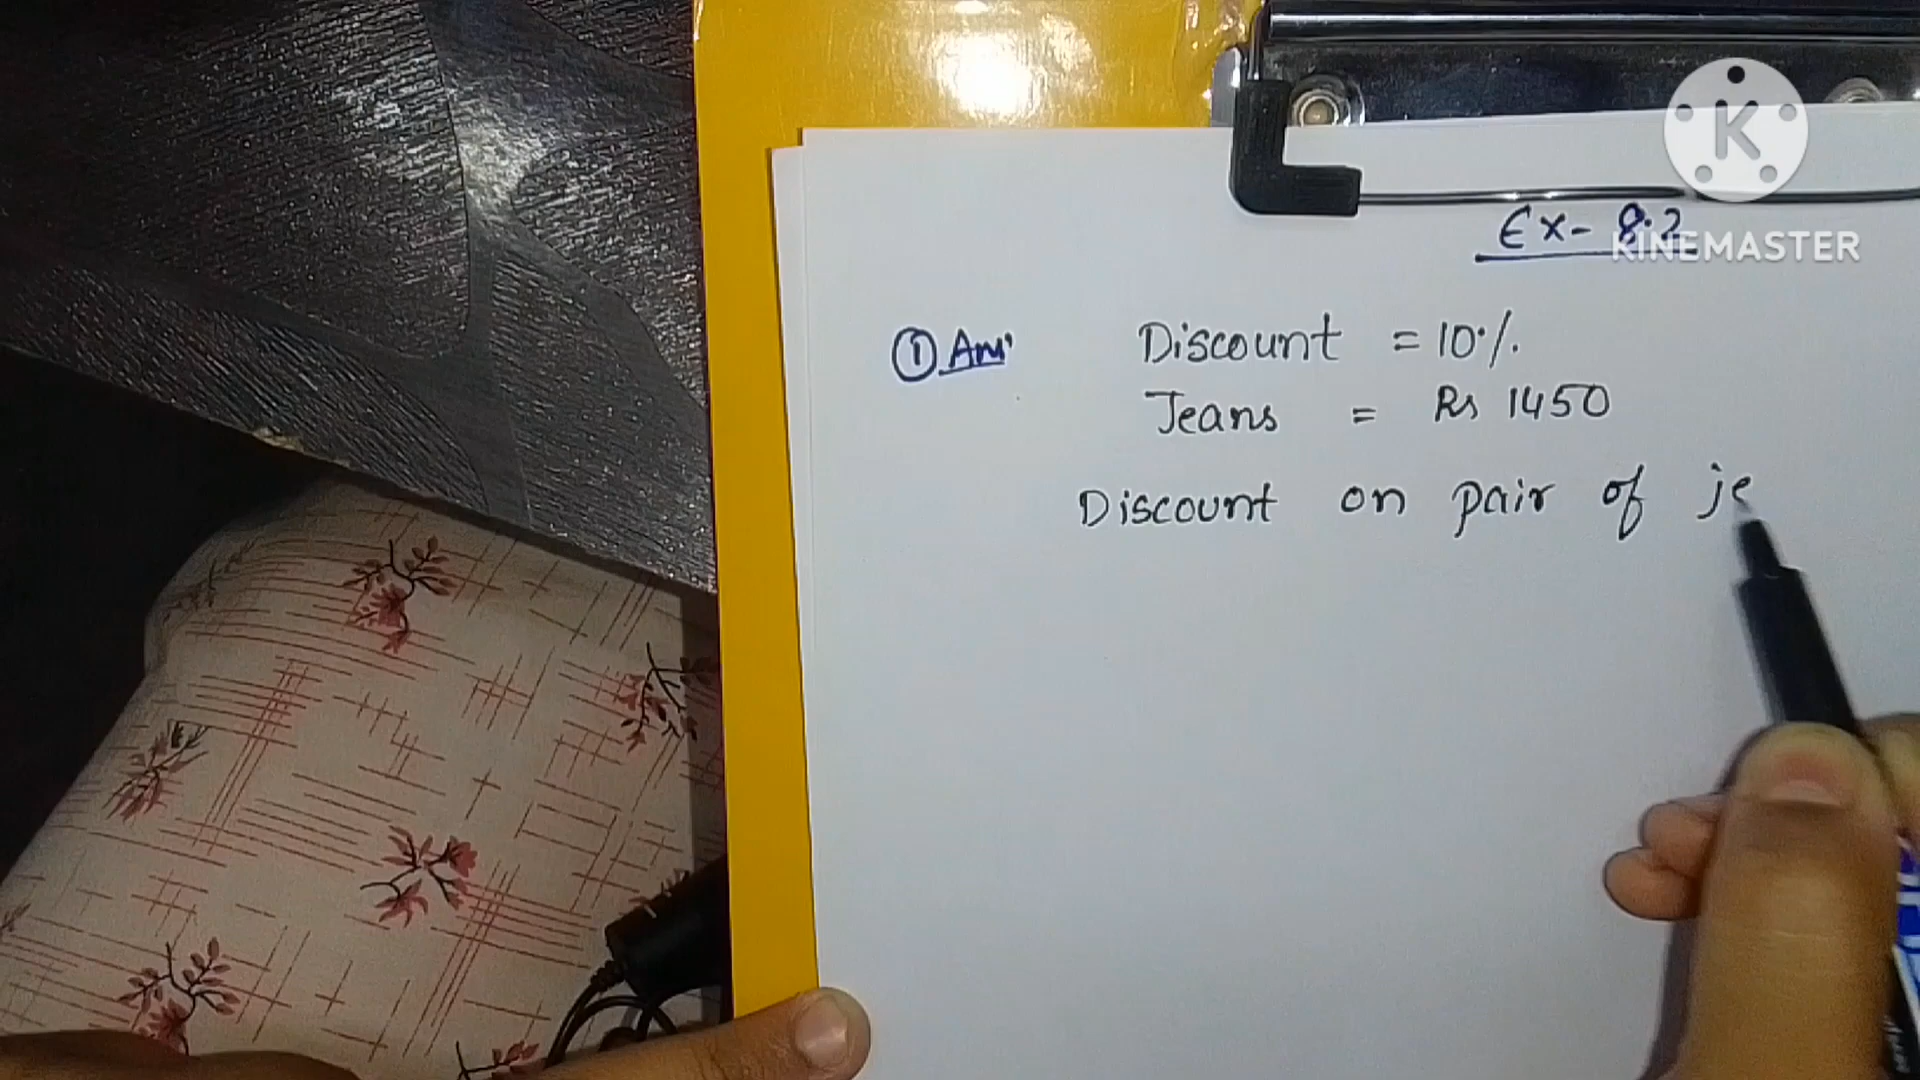 K
KINEMASTER
Ex- 8.2
① Ans
Discount = 10%.
Jeans = Rs 1450
Discount on pair of je